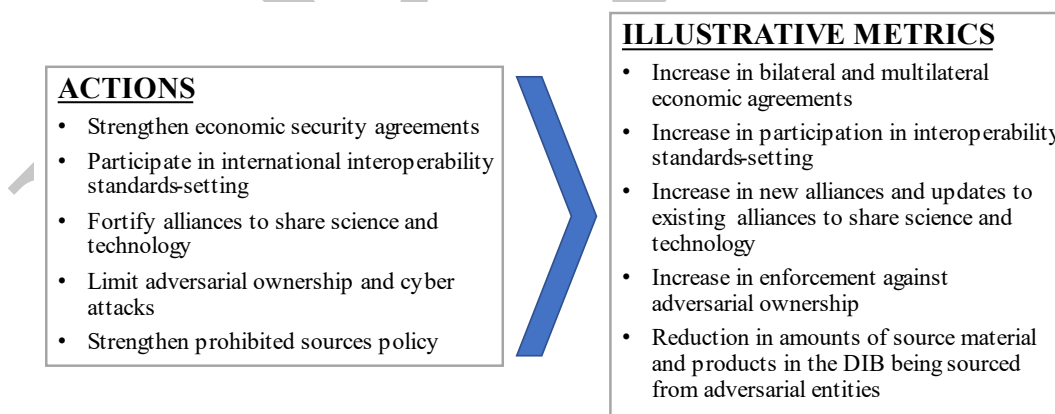 ACTIONS
• Strengthen economic security agreements
• Participate in international interoperability
standards-setting
• Fortify alliances to share science and
technology
• Limit adversarial ownership and cyber
attacks
• Strengthen prohibited sources policy
ILLUSTRATIVE METRICS
• Increase in bilateral and multilateral
economic agreements
• Increase in participation in interoperability
standards-setting
• Increase in new alliances and updates to
existing alliances to share science and
technology
• Increase in enforcement against
adversarial ownership
• Reduction in amounts of source material
and products in the DIB being sourced
from adversarial entities